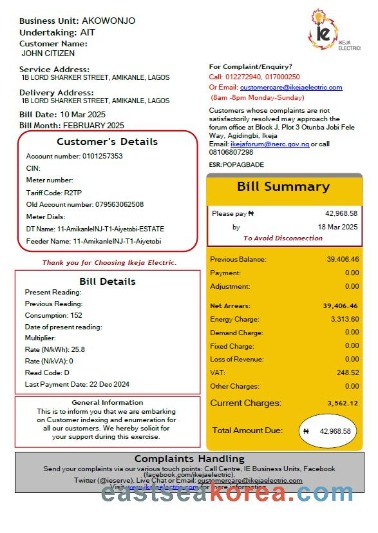 Business Unit: AKOWONJO
Undertaking: AIT
Customer Name:
JOHN CITIZEN
IE
IKEJA
ELECTRIC
Service Address:
1B LORD SHARKER STREET, AMIKANLE, LAGOS
Delivery Address:
1B LORD SHARKER STREET, AMIKANLE, LAGOS
Bill Date: 10 Mar 2025
Bill Month: FEBRUARY 2025
For Complaint/Enquiry?
Call: 012272940, 017000250
Or Email: customercare@ikejaelectric.com
(8am -8pm Monday-Sunday)
Customers whose complaints are not
satisfactorily resolved may approach the
forum office at Block J, Plot 3 Otunba Jobi Fele
Way, Agidingbi, Ikeja
Email: ikejaforum@nerc.gov.ng or call
08106807298
ESR:POPAGBADE
Customer's Details
Account number: 0101257353
CIN:
Meter number:
Tariff Code: R2TP
Old Account number: 079563062508
Meter Dials:
DT Name: 11-AmikanleINJ-T1-Aiyetobi-ESTATE
Feeder Name: 11-AmikanleINJ-T1-Aiyetobi
Thank you for Choosing Ikeja Electric.
Bill Details
Present Reading:
Previous Reading:
Consumption: 152
Date of present reading:
Multiplier:
Rate (N/kWh): 25.8
Rate (N/kVA): 0
Read Code: D
Last Payment Date: 22 Dec 2024
General Information
This is to inform you that we are embarking
on Customer indexing and enumeration for
all our customers. We hereby solicit for
your support during this exercise.
Bill Summary
Please pay ₦ 42,968.58
by 18 Mar 2025
To Avoid Disconnection
Previous Balance: 39,406.46
Payment: 0.00
Adjustment: 0.00
Net Arrears: 39,406.46
Energy Charge: 3,313.60
Demand Charge: 0.00
Fixed Charge: 0.00
Loss of Revenue: 0.00
VAT: 248.52
Other Charges: 0.00
Current Charges: 3,562.12
Total Amount Due: ₦ 42,968.58
Complaints Handling
Send your complaints via our various touch points: Call Centre, IE Business Units, Facebook
(facebook.com/ikejaelectric),
Twitter (@ieserve), Live Chat or Email: customercare@ikejaelectric.com
Visit www.ikejaelectric.com for more information
eastseakorea.com